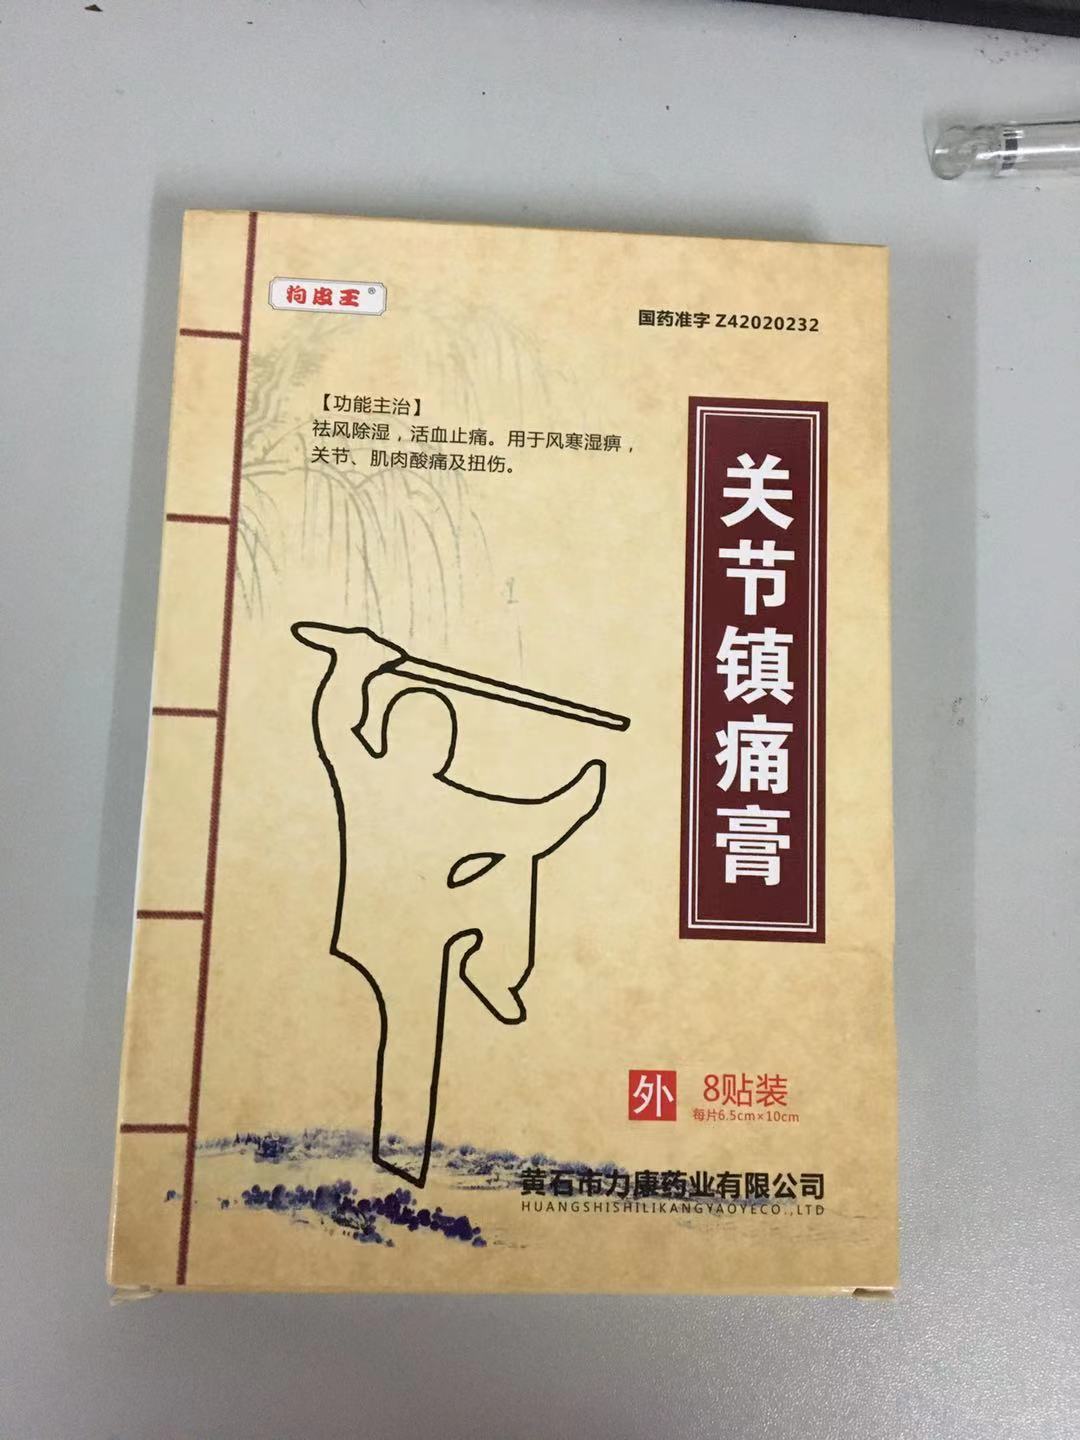 狗皮王®
国药准字 Z42020232
【功能主治】
祛风除湿，活血止痛。用于风寒湿痹，
关节、肌肉酸痛及扭伤。
关节镇痛膏
外
8贴装
每片6.5cm×10cm
黄石市力康药业有限公司
HUANGSHISHILIKANGYAOYECO.,LTD